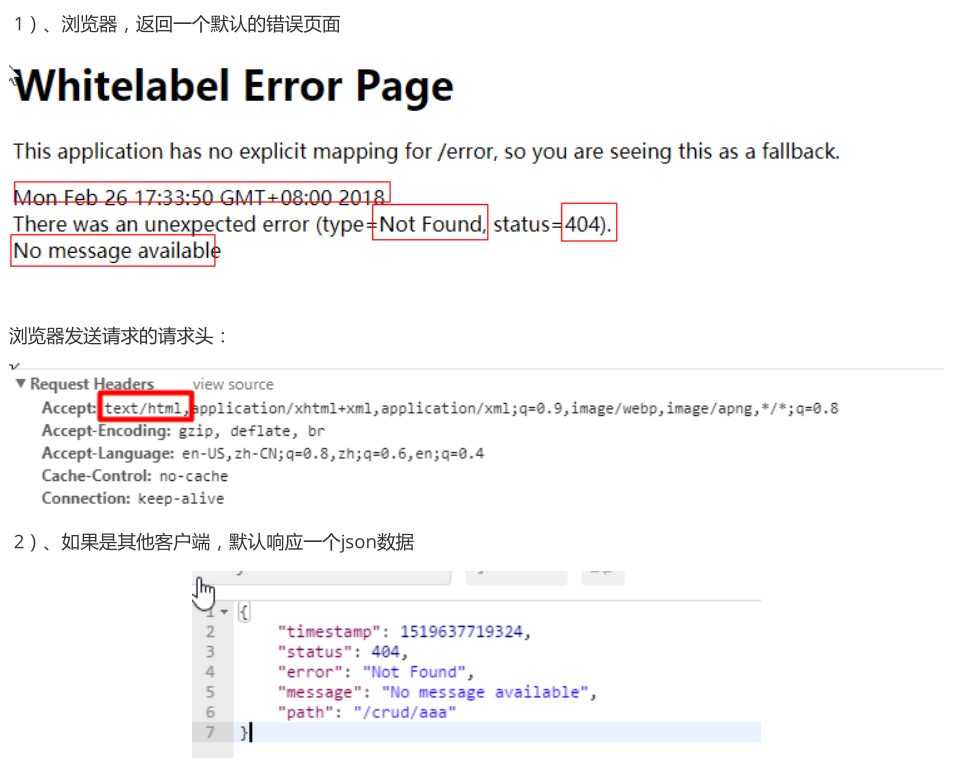 1）、浏览器，返回一个默认的错误页面
Whitelabel Error Page
This application has no explicit mapping for /error, so you are seeing this as a fallback.
Mon Feb 26 17:33:50 GMT+08:00 2018
There was an unexpected error (type=Not Found, status=404).
No message available
浏览器发送请求的请求头：
▼ Request Headers view source
Accept: text/html,application/xhtml+xml,application/xml;q=0.9,image/webp,image/apng,*/*;q=0.8
Accept-Encoding: gzip, deflate, br
Accept-Language: en-US,zh-CN;q=0.8,zh;q=0.6,en;q=0.4
Cache-Control: no-cache
Connection: keep-alive
2）、如果是其他客户端，默认响应一个json数据
1 {
2 "timestamp": 1519637719324,
3 "status": 404,
4 "error": "Not Found",
5 "message": "No message available",
6 "path": "/crud/aaa"
7 }